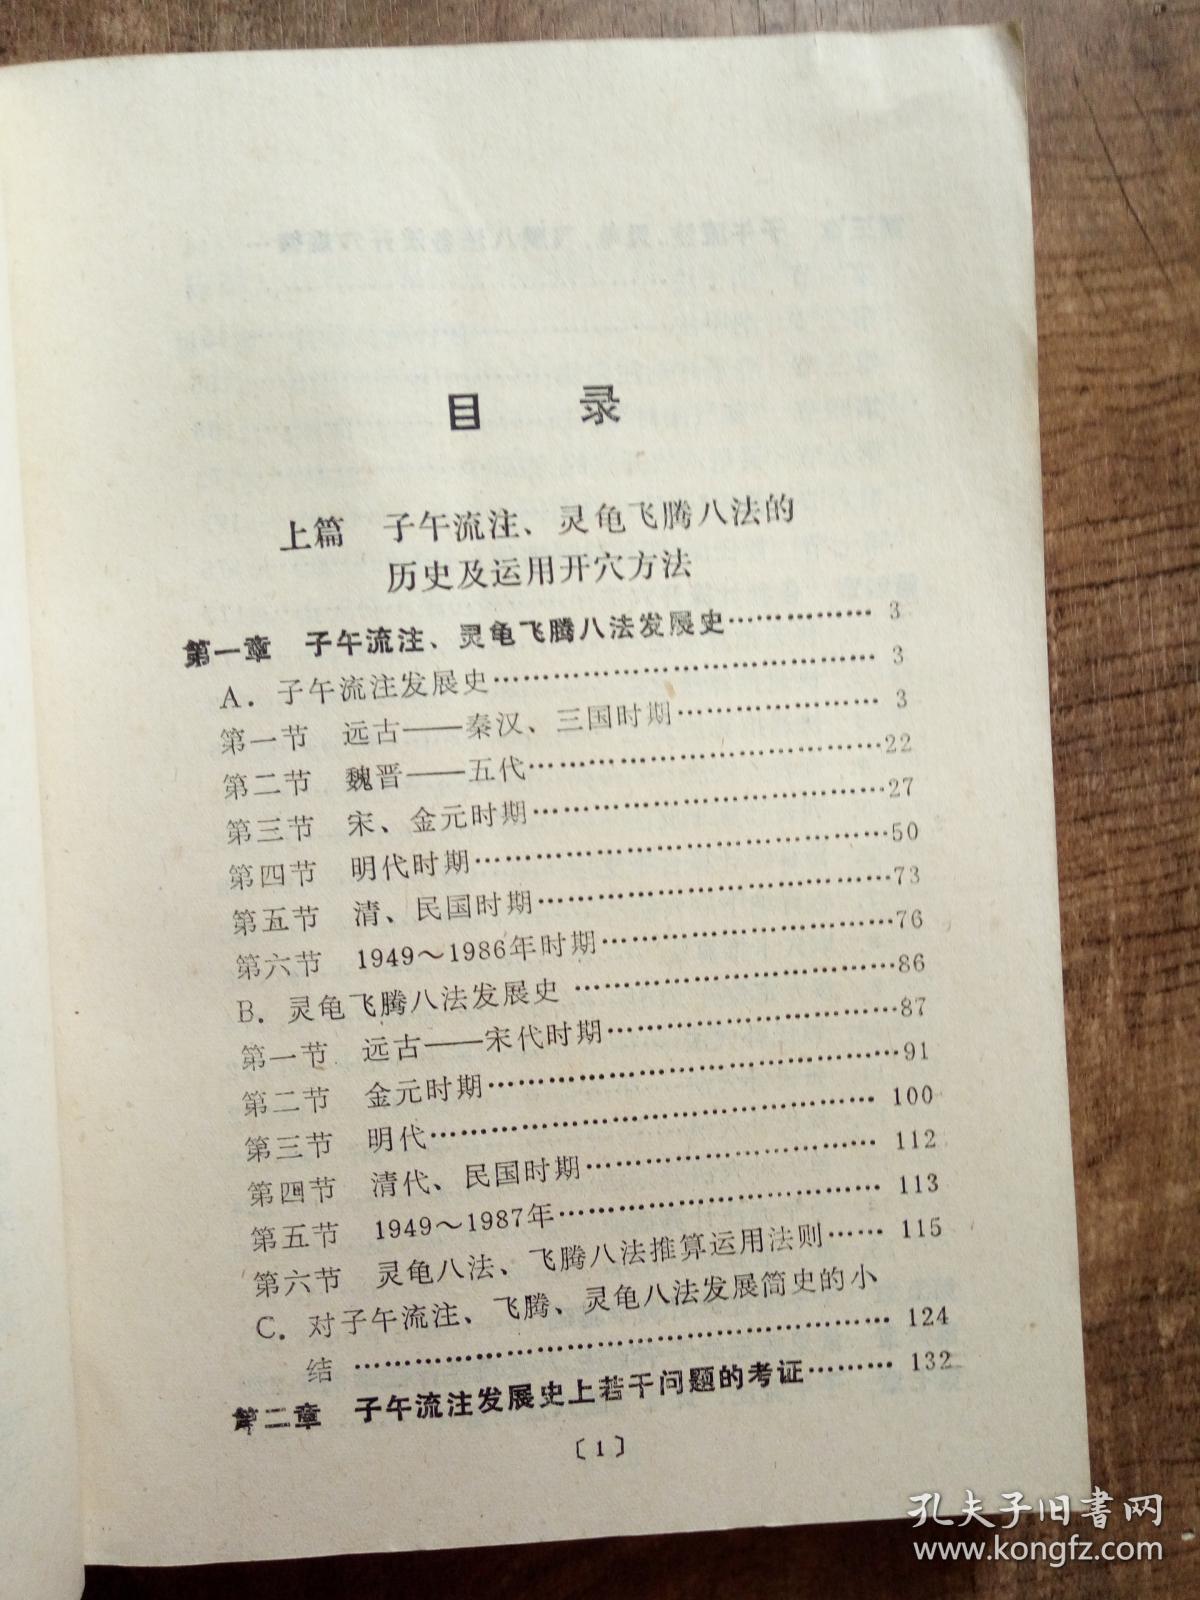 目 录
上篇 子午流注、灵龟飞腾八法的
历史及运用开穴方法
第一章 子午流注、灵龟飞腾八法发展史…………… 3
A. 子午流注发展史………………………………… 3
第一节 远古——秦汉、三国时期………………… 3
第二节 魏晋——五代………………………………22
第三节 宋、金元时期………………………………27
第四节 明代时期……………………………………50
第五节 清、民国时期………………………………73
第六节 1949～1986年时期…………………………76
B. 灵龟飞腾八法发展史 ……………………………86
第一节 远古——宋代时期…………………………87
第二节 金元时期……………………………………91
第三节 明代……………………………………… 100
第四节 清代、民国时期………………………… 112
第五节 1949～1987年…………………………… 113
第六节 灵龟八法、飞腾八法推算运用法则…… 115
C. 对子午流注、飞腾、灵龟八法发展简史的小
结 ……………………………………………… 124
第二章 子午流注发展史上若干问题的考证……… 132
〔1〕
孔夫子旧書网
www.kongfz.com